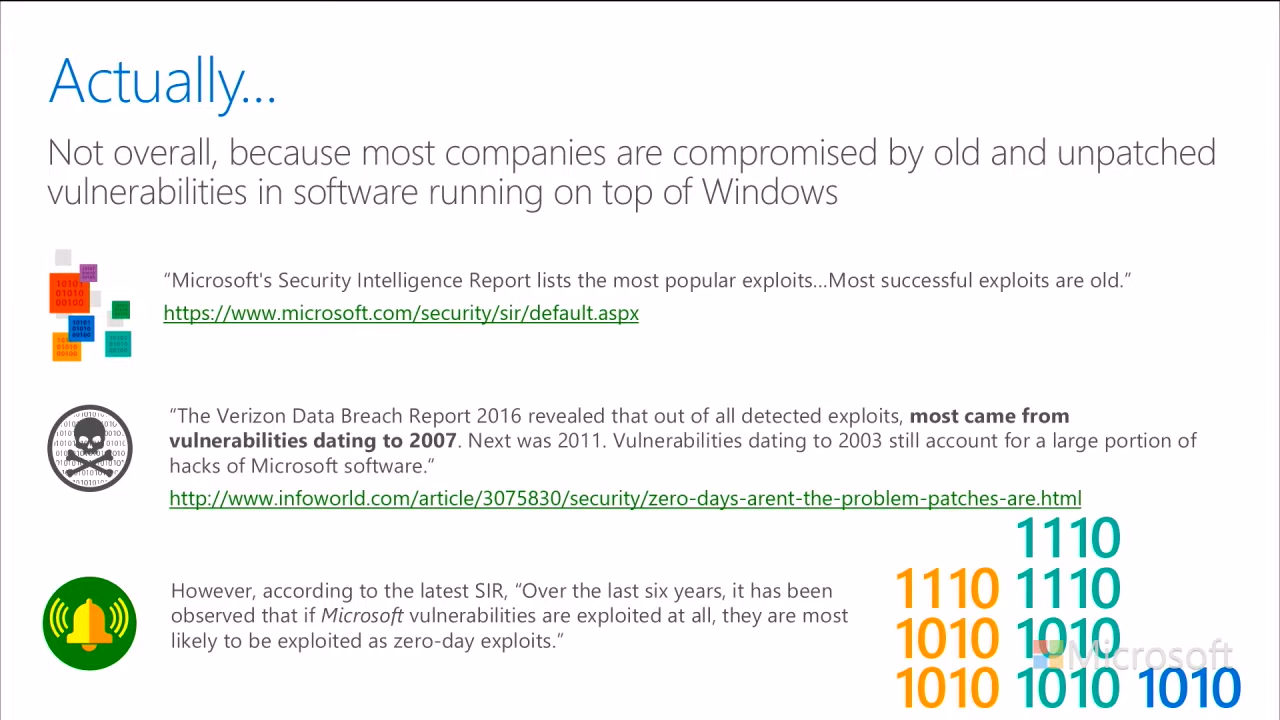 Actually...
Not overall, because most companies are compromised by old and unpatched
vulnerabilities in software running on top of Windows
“Microsoft's Security Intelligence Report lists the most popular exploits…Most successful exploits are old.”
https://www.microsoft.com/security/sir/default.aspx
“The Verizon Data Breach Report 2016 revealed that out of all detected exploits, most came from
vulnerabilities dating to 2007. Next was 2011. Vulnerabilities dating to 2003 still account for a large portion of
hacks of Microsoft software.“
http://www.infoworld.com/article/3075830/security/zero-days-arent-the-problem-patches-are.html
However, according to the latest SIR, “Over the last six years, it has been
observed that if Microsoft vulnerabilities are exploited at all, they are most
likely to be exploited as zero-day exploits.”
1110
1110 1110
1010 1010
Microsoft
1010 1010 1010